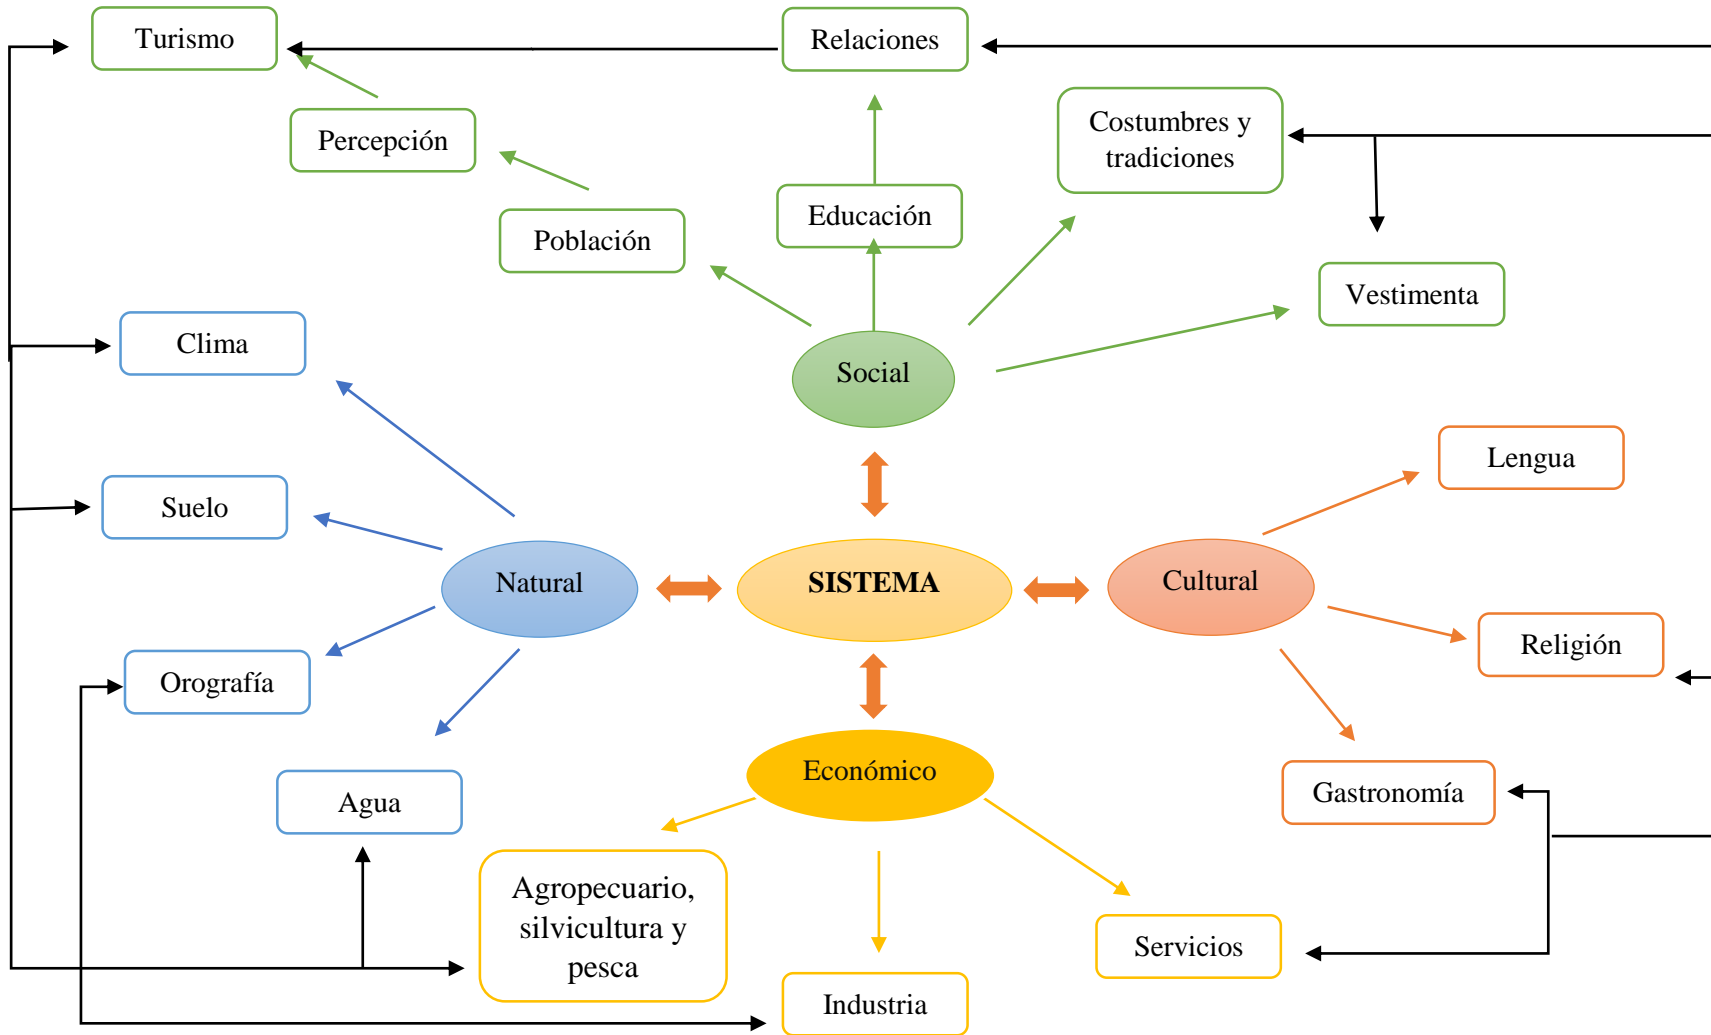 Turismo
Relaciones
Percepción
Costumbres y
tradiciones
Población
Educación
Vestimenta
Clima
Social
Lengua
Suelo
Natural
SISTEMA
Cultural
Religión
Orografía
Económico
Agua
Gastronomía
Agropecuario,
silvicultura y
pesca
Servicios
Industria